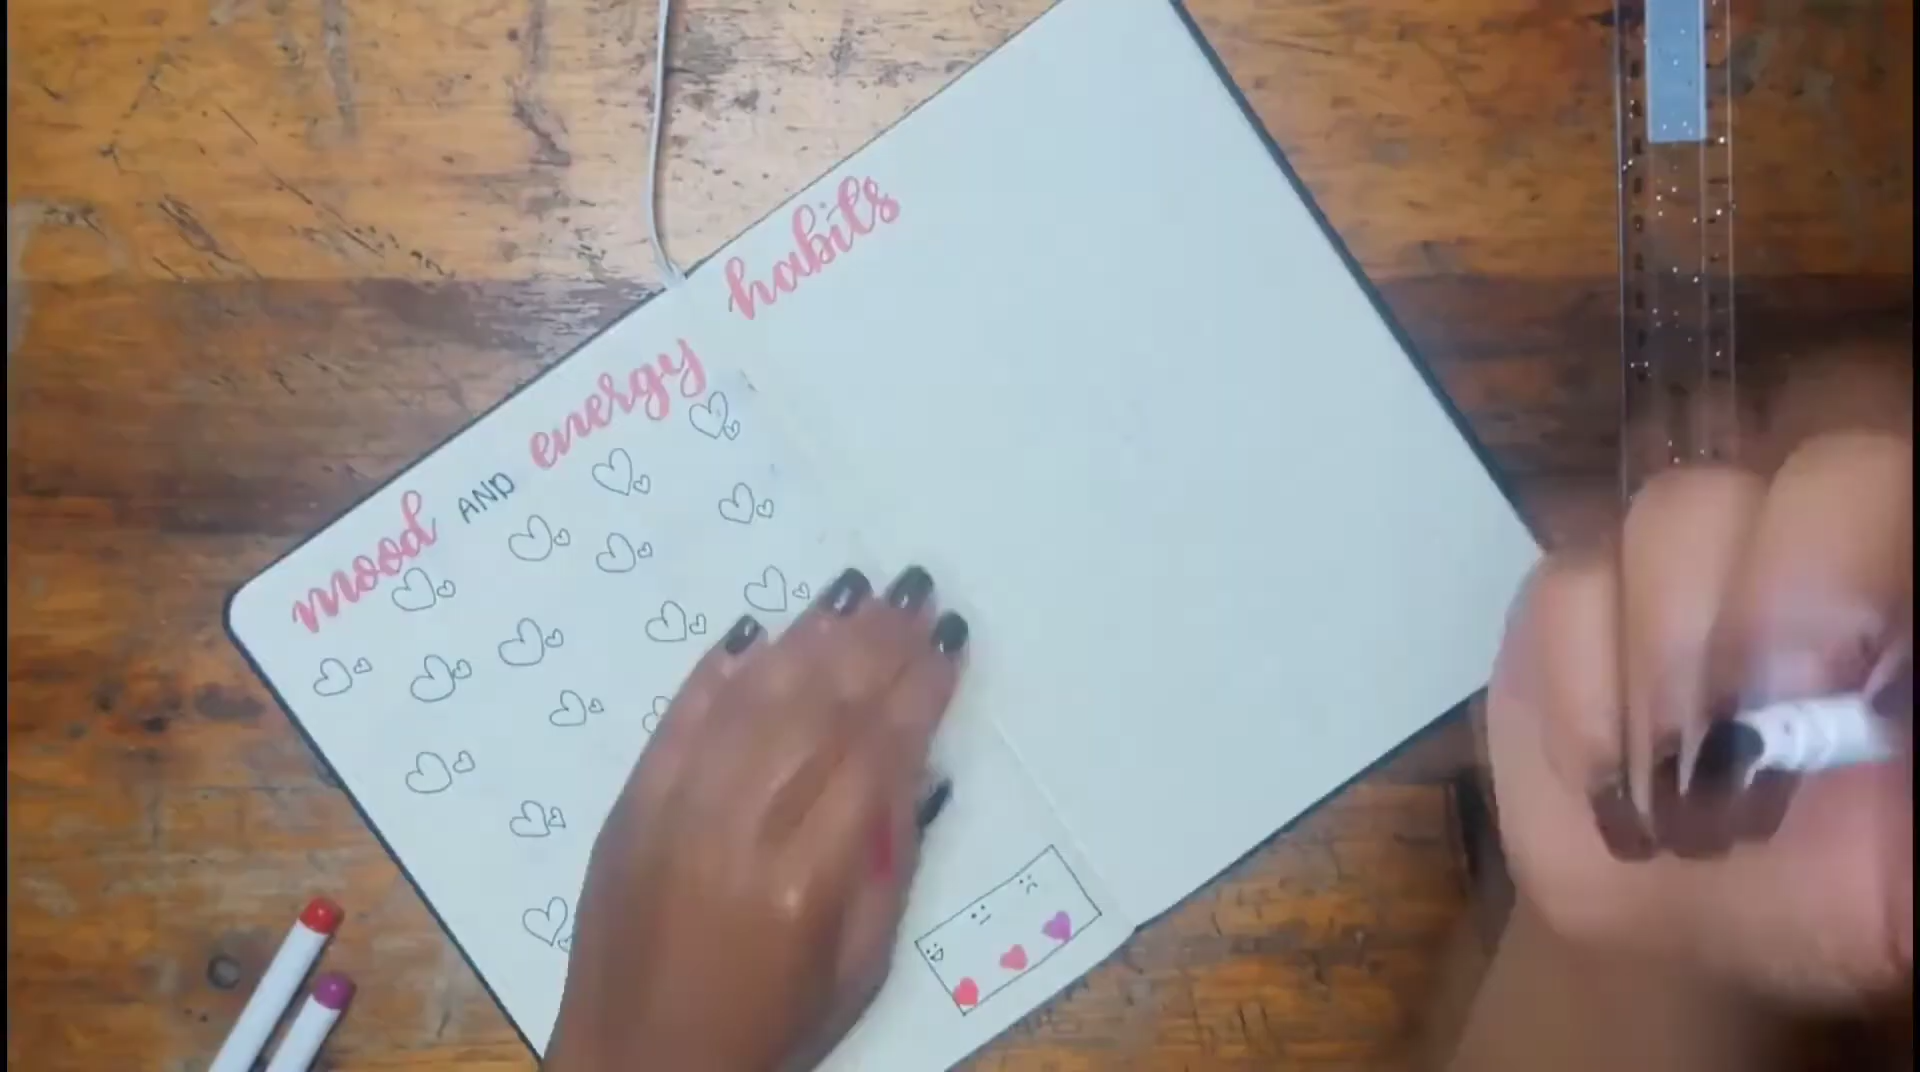 mood AND energy
habits
:D
:|
:(